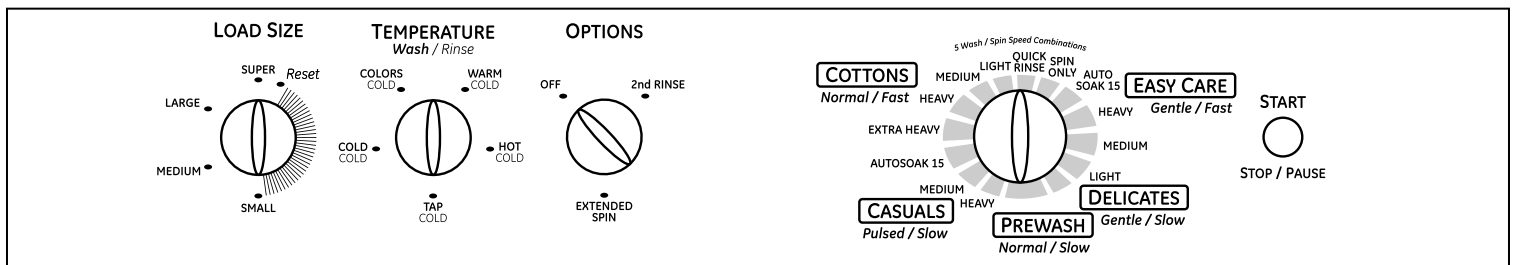 LOAD SIZE
SUPER
Reset
LARGE
MEDIUM
SMALL
TEMPERATURE
Wash / Rinse
COLORS
COLD
WARM
COLD
COLD
COLD
HOT
COLD
TAP
COLD
OPTIONS
OFF
2nd RINSE
EXTENDED
SPIN
5 Wash / Spin Speed Combinations
COTTONS
Normal / Fast
MEDIUM
LIGHT
QUICK
RINSE
SPIN
ONLY
AUTO
SOAK 15
EASY CARE
Gentle / Fast
HEAVY
HEAVY
EXTRA HEAVY
MEDIUM
AUTOSOAK 15
LIGHT
MEDIUM
HEAVY
CASUALS
Pulsed / Slow
PREWASH
Normal / Slow
DELICATES
Gentle / Slow
START
STOP / PAUSE